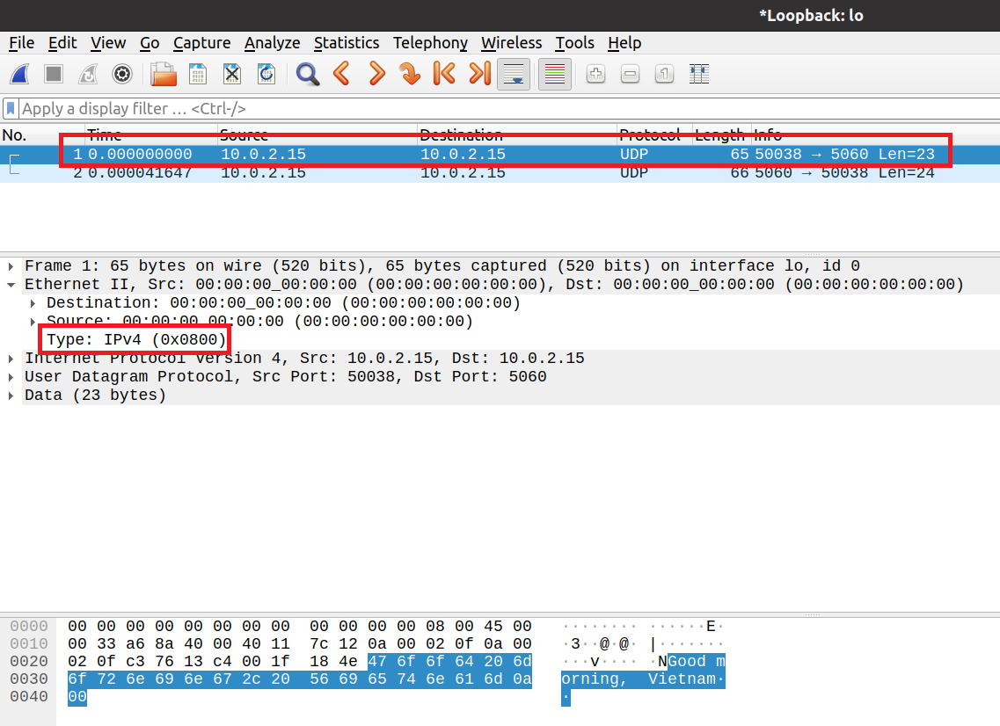 *Loopback: lo
File Edit View Go Capture Analyze Statistics Telephony Wireless Tools Help
Apply a display filter … <Ctrl-/>
No. Time Source Destination Protocol Length Info
1 0.000000000 10.0.2.15 10.0.2.15 UDP 65 50038 → 5060 Len=23
2 0.000041647 10.0.2.15 10.0.2.15 UDP 66 5060 → 50038 Len=24
Frame 1: 65 bytes on wire (520 bits), 65 bytes captured (520 bits) on interface lo, id 0
Ethernet II, Src: 00:00:00_00:00:00 (00:00:00:00:00:00), Dst: 00:00:00_00:00:00 (00:00:00:00:00:00)
Destination: 00:00:00_00:00:00 (00:00:00:00:00:00)
Source: 00:00:00_00:00:00 (00:00:00:00:00:00)
Type: IPv4 (0x0800)
Internet Protocol Version 4, Src: 10.0.2.15, Dst: 10.0.2.15
User Datagram Protocol, Src Port: 50038, Dst Port: 5060
Data (23 bytes)
0000 00 00 00 00 00 00 00 00 00 00 00 00 08 00 45 00 ········ ······E·
0010 00 33 a6 8a 40 00 40 11 7c 12 0a 00 02 0f 0a 00 ·3··@·@· |·······
0020 02 0f c3 76 13 c4 00 1f 18 4e 47 6f 6f 64 20 6d ···v···· ·NGood m
0030 6f 72 6e 69 6e 67 2c 20 56 69 65 74 6e 61 6d 0a orning, Vietnam·
0040 00 ·